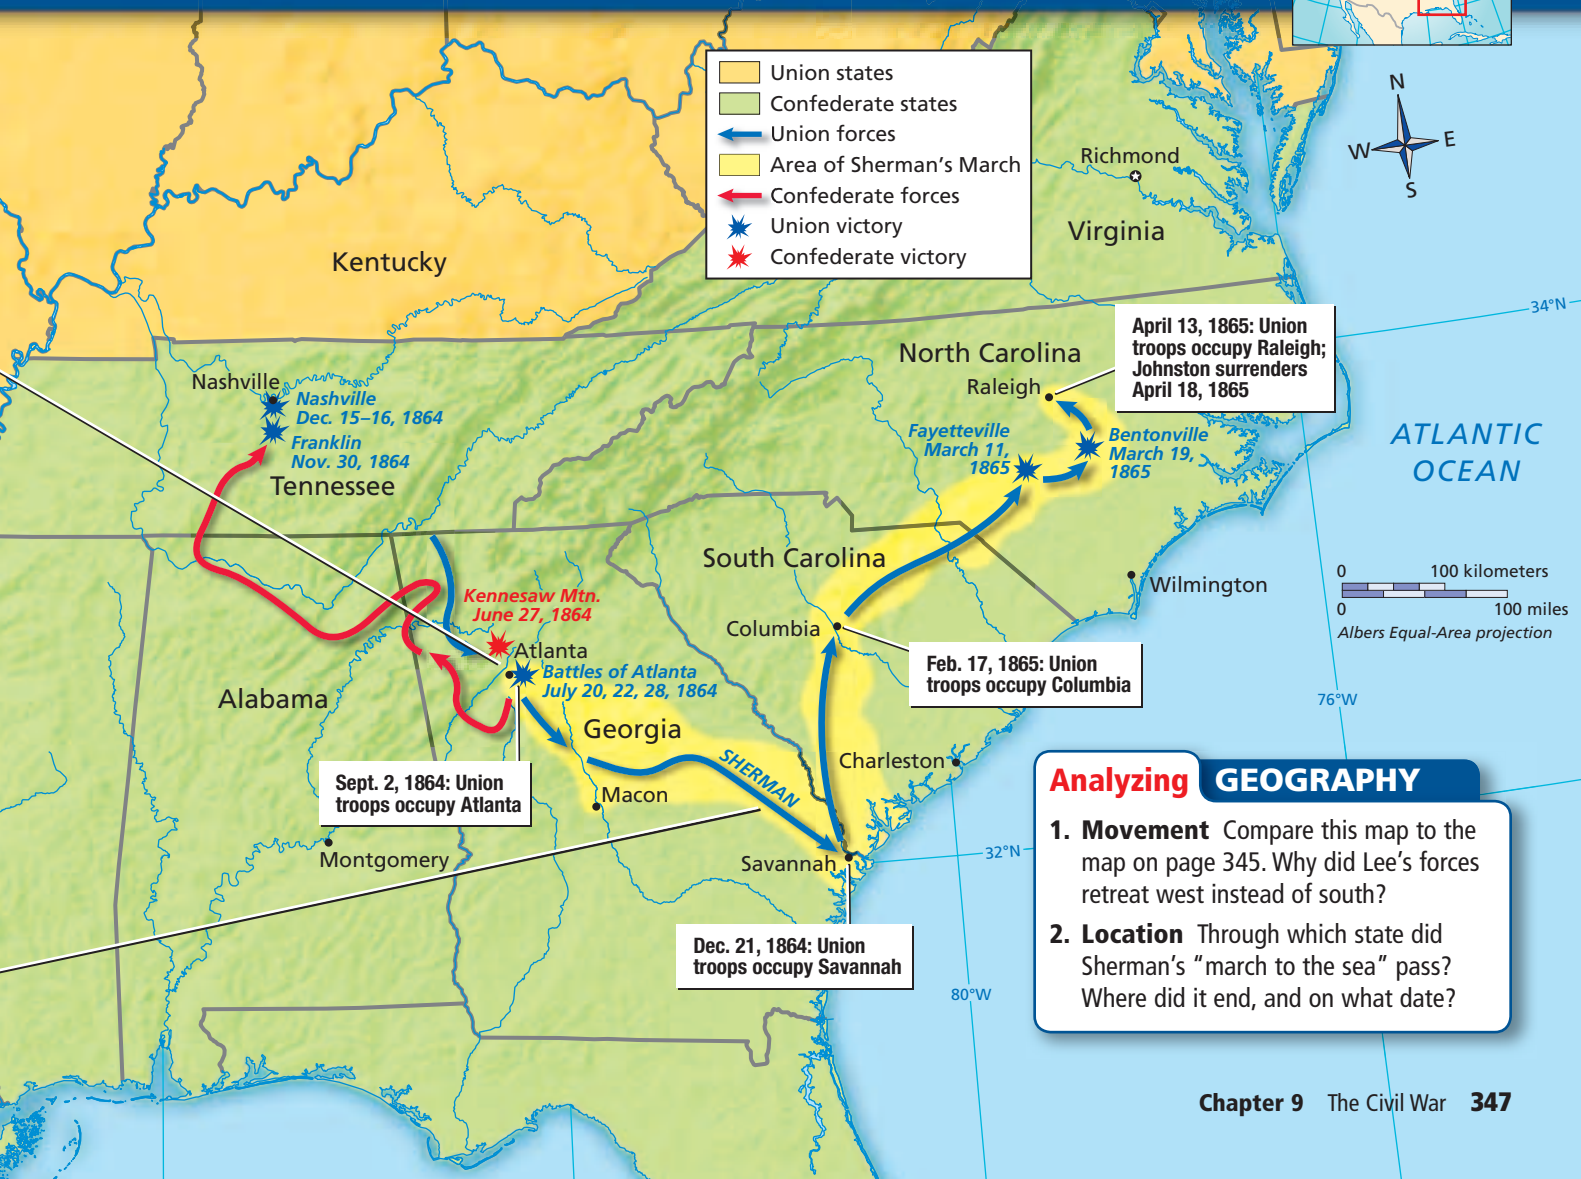 Union states
Confederate states
Union forces
Area of Sherman's March
Confederate forces
Union victory
Confederate victory
N
W
E
S
Richmond
Virginia
Kentucky
34°N
April 13, 1865: Union
troops occupy Raleigh;
Johnston surrenders
April 18, 1865
North Carolina
Raleigh
Nashville
Nashville
Dec. 15–16, 1864
Franklin
Nov. 30, 1864
Tennessee
Fayetteville
March 11,
1865
Bentonville
March 19,
1865
ATLANTIC
OCEAN
South Carolina
Kennesaw Mtn.
June 27, 1864
Wilmington
0 100 kilometers
0 100 miles
Albers Equal-Area projection
Columbia
Atlanta
Battles of Atlanta
July 20, 22, 28, 1864
Feb. 17, 1865: Union
troops occupy Columbia
Alabama
Georgia
76°W
SHERMAN
Charleston
Sept. 2, 1864: Union
troops occupy Atlanta
Macon
Montgomery
Savannah
32°N
Dec. 21, 1864: Union
troops occupy Savannah
80°W
Analyzing GEOGRAPHY
1. Movement Compare this map to the
map on page 345. Why did Lee's forces
retreat west instead of south?
2. Location Through which state did
Sherman's “march to the sea” pass?
Where did it end, and on what date?
Chapter 9 The Civil War 347